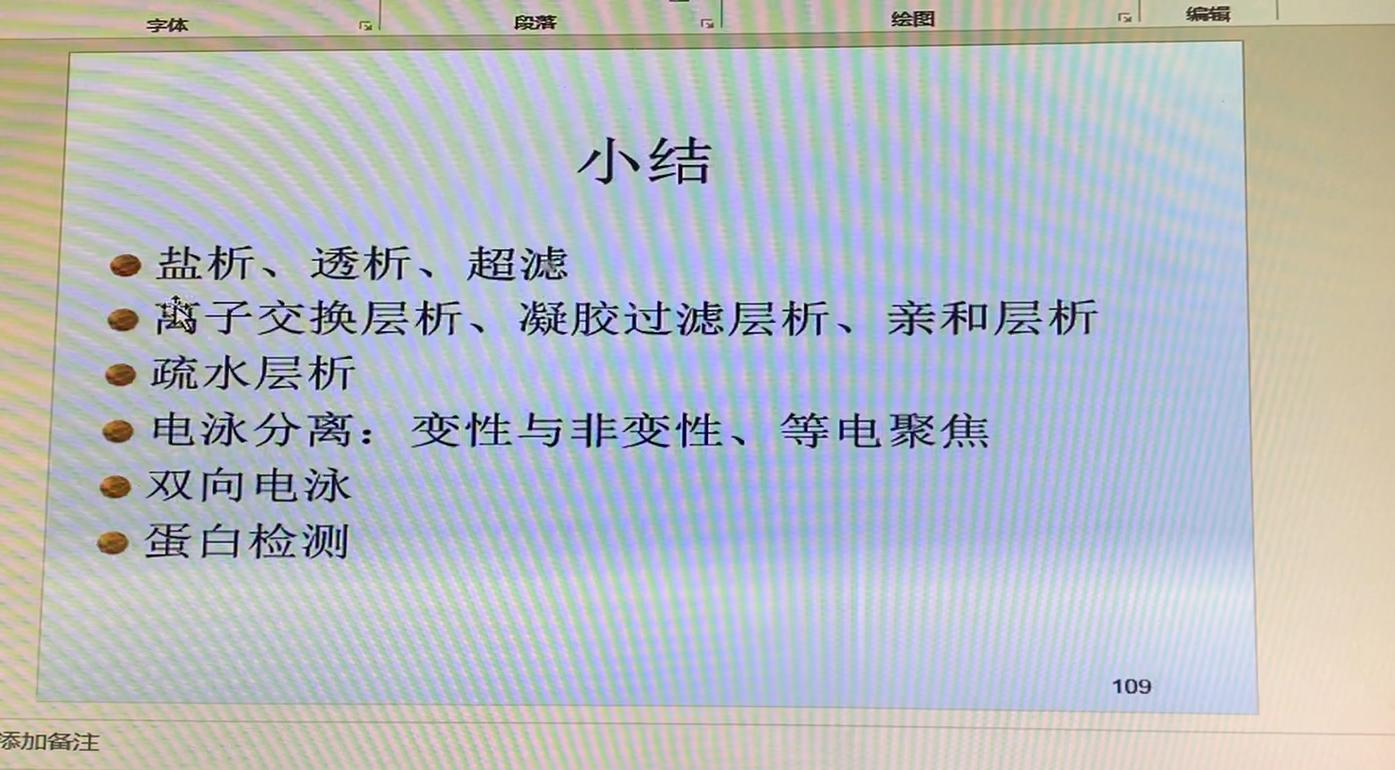 字体 段落 绘图 编辑
小结
盐析、透析、超滤
离子交换层析、凝胶过滤层析、亲和层析
疏水层析
电泳分离：变性与非变性、等电聚焦
双向电泳
蛋白检测
109
添加备注